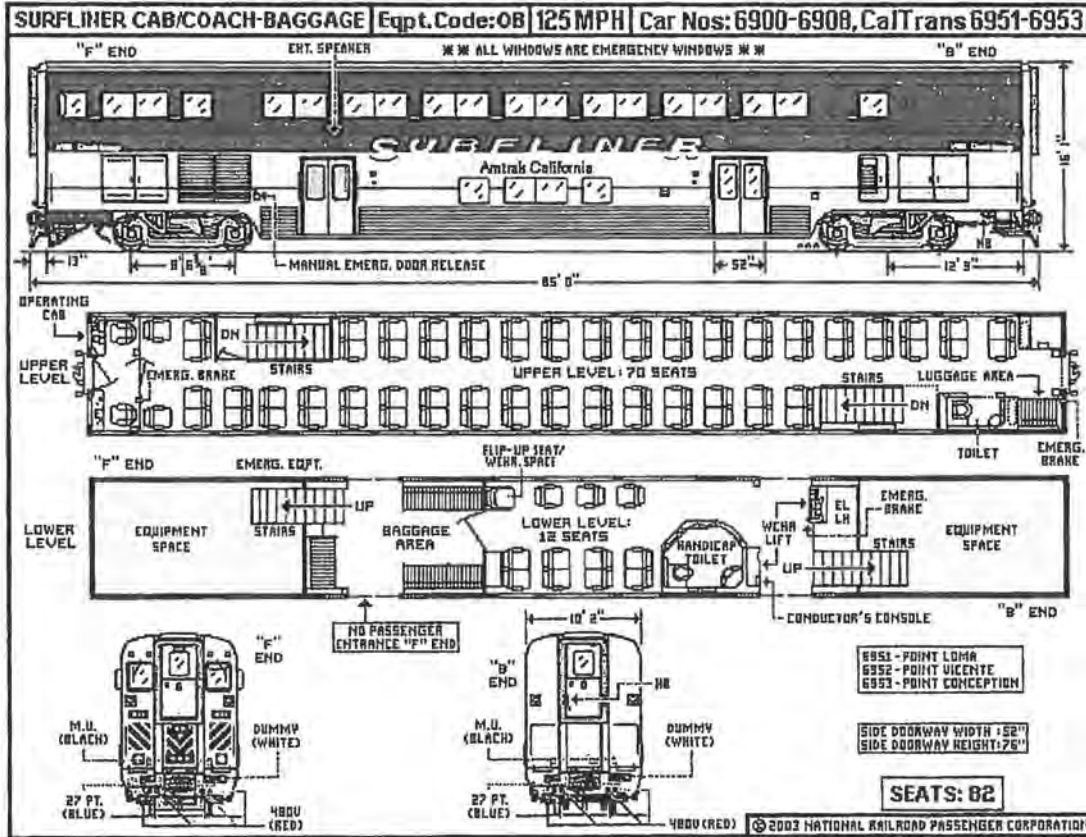 SURFLINER CAB/COACH-BAGGAGE Eqpt.Code:OB 125 MPH Car Nos: 6900-6908, CalTrans 6951-6953
"F" END
EXT. SPEAKER
** ALL WINDOWS ARE EMERGENCY WINDOWS **
"B" END
SURFLINER
Amtrak California
16' 1"
HB
13"
8' 6 3/8"
MANUAL EMERG. DOOR RELEASE
52"
12' 9"
85' 0"
OPERATING
CAB
UPPER
LEVEL
EMERG. BRAKE
DN
STAIRS
UPPER LEVEL: 70 SEATS
STAIRS
DN
LUGGAGE AREA
TOILET
EMERG.
BRAKE
"F" END
EMERG. EQPT.
FLIP-UP SEAT/
WCHR. SPACE
LOWER
LEVEL
EQUIPMENT
SPACE
STAIRS
UP
BAGGAGE
AREA
LOWER LEVEL:
12 SEATS
HANDICAP
TOILET
WCHR
LIFT
EL
LK
EMERG.
BRAKE
STAIRS
UP
EQUIPMENT
SPACE
CONDUCTOR'S CONSOLE
"B" END
NO PASSENGER
ENTRANCE "F" END
"F"
END
M.U.
(BLACK)
DUMMY
(WHITE)
27 PT.
(BLUE)
480V (RED)
10' 2"
"B"
END
HB
M.U.
(BLACK)
DUMMY
(WHITE)
27 PT.
(BLUE)
480V (RED)
6951 - POINT LOMA
6952 - POINT VICENTE
6953 - POINT CONCEPTION
SIDE DOORWAY WIDTH : 52"
SIDE DOORWAY HEIGHT: 76"
SEATS: 82
© 2003 NATIONAL RAILROAD PASSENGER CORPORATION